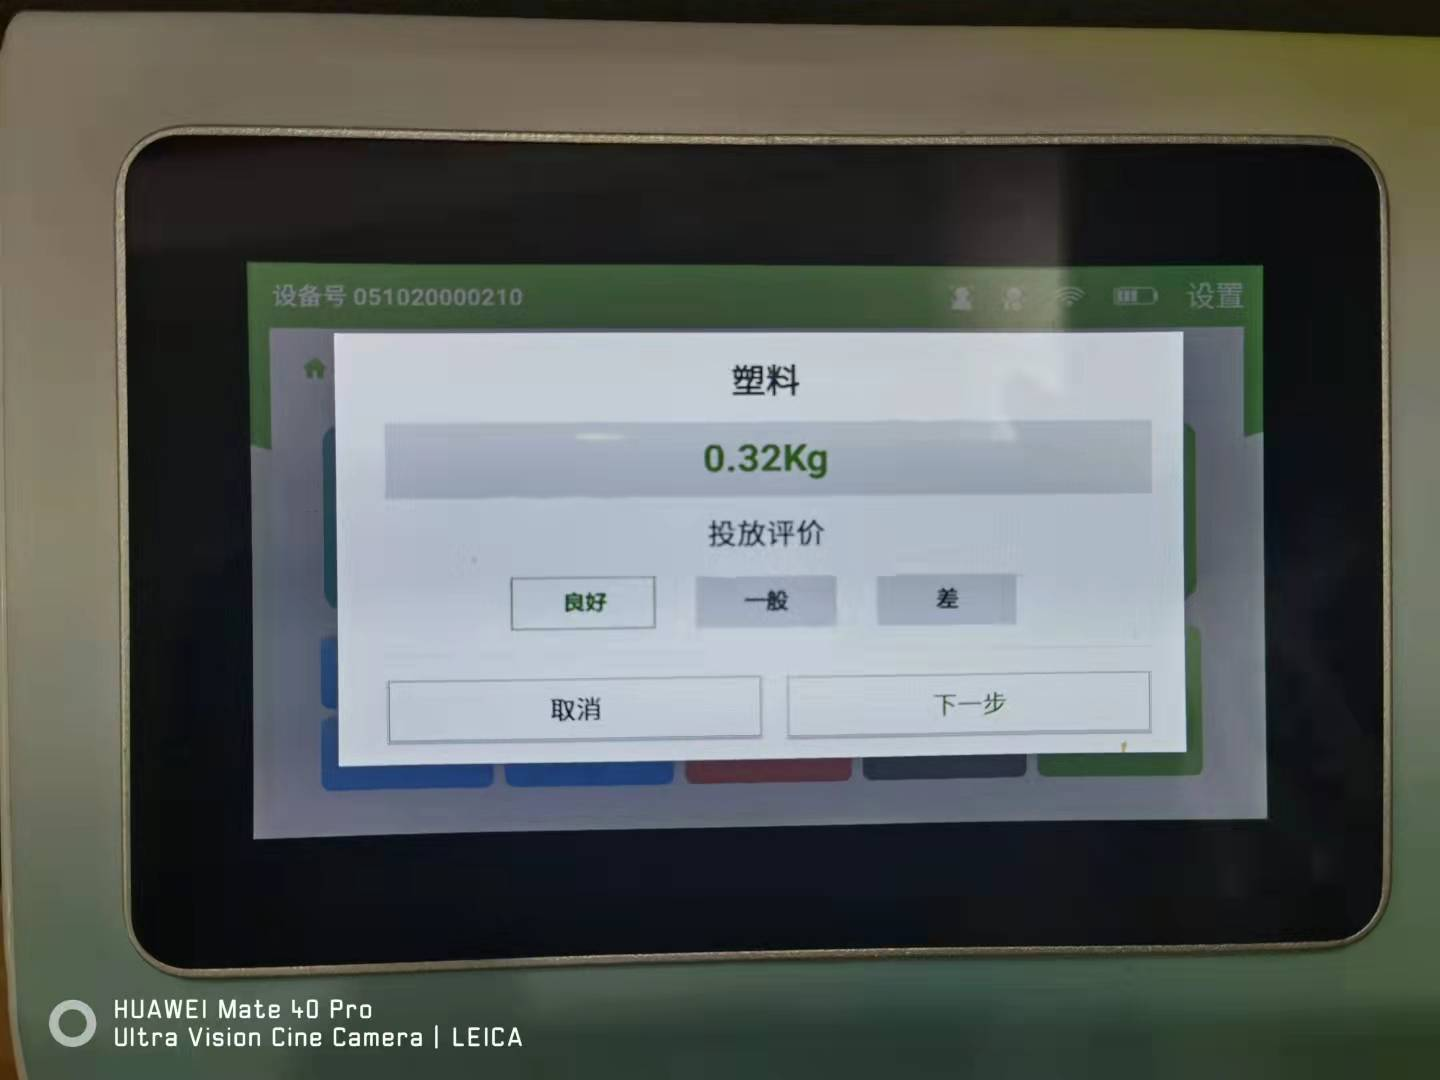 设备号 051020000210
设置
塑料
0.32Kg
投放评价
良好 一般 差
取消 下一步
HUAWEI Mate 40 Pro
Ultra Vision Cine Camera | LEICA